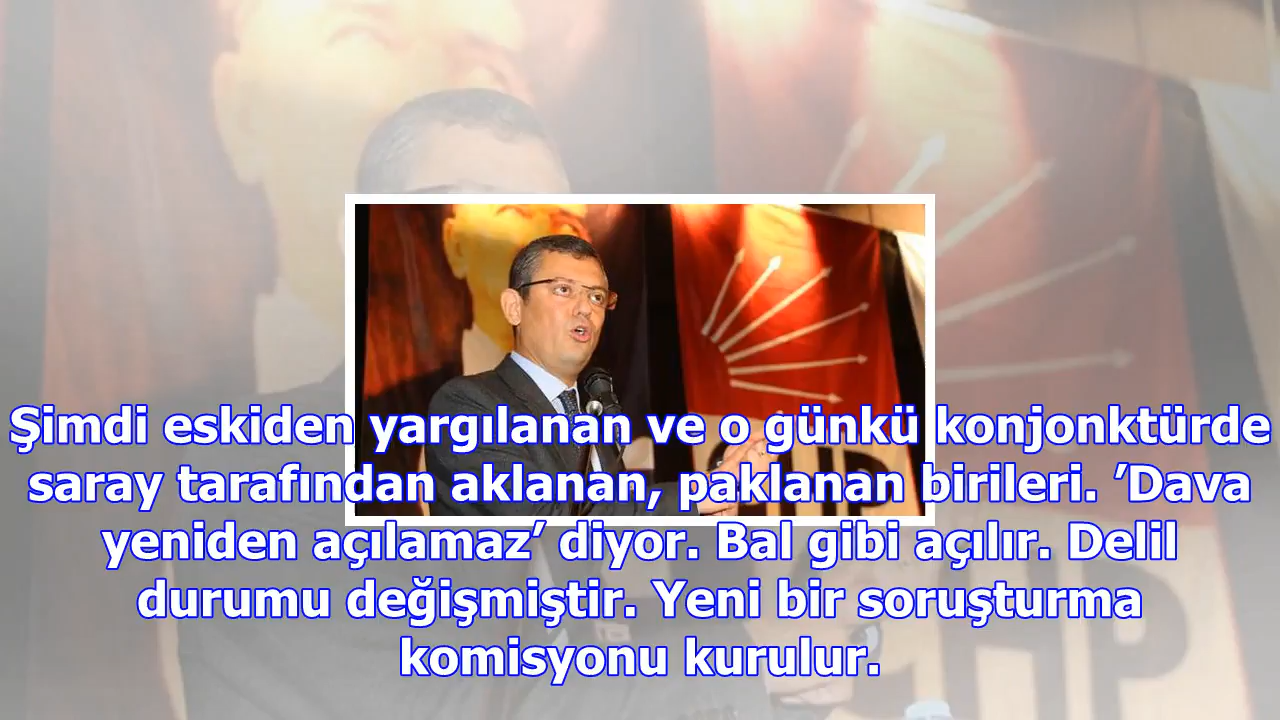 Şimdi eskiden yargılanan ve o günkü konjonktürde
saray tarafından aklanan, paklanan birileri. ’Dava
yeniden açılamaz’ diyor. Bal gibi açılır. Delil
durumu değişmiştir. Yeni bir soruşturma
komisyonu kurulur.
CHP